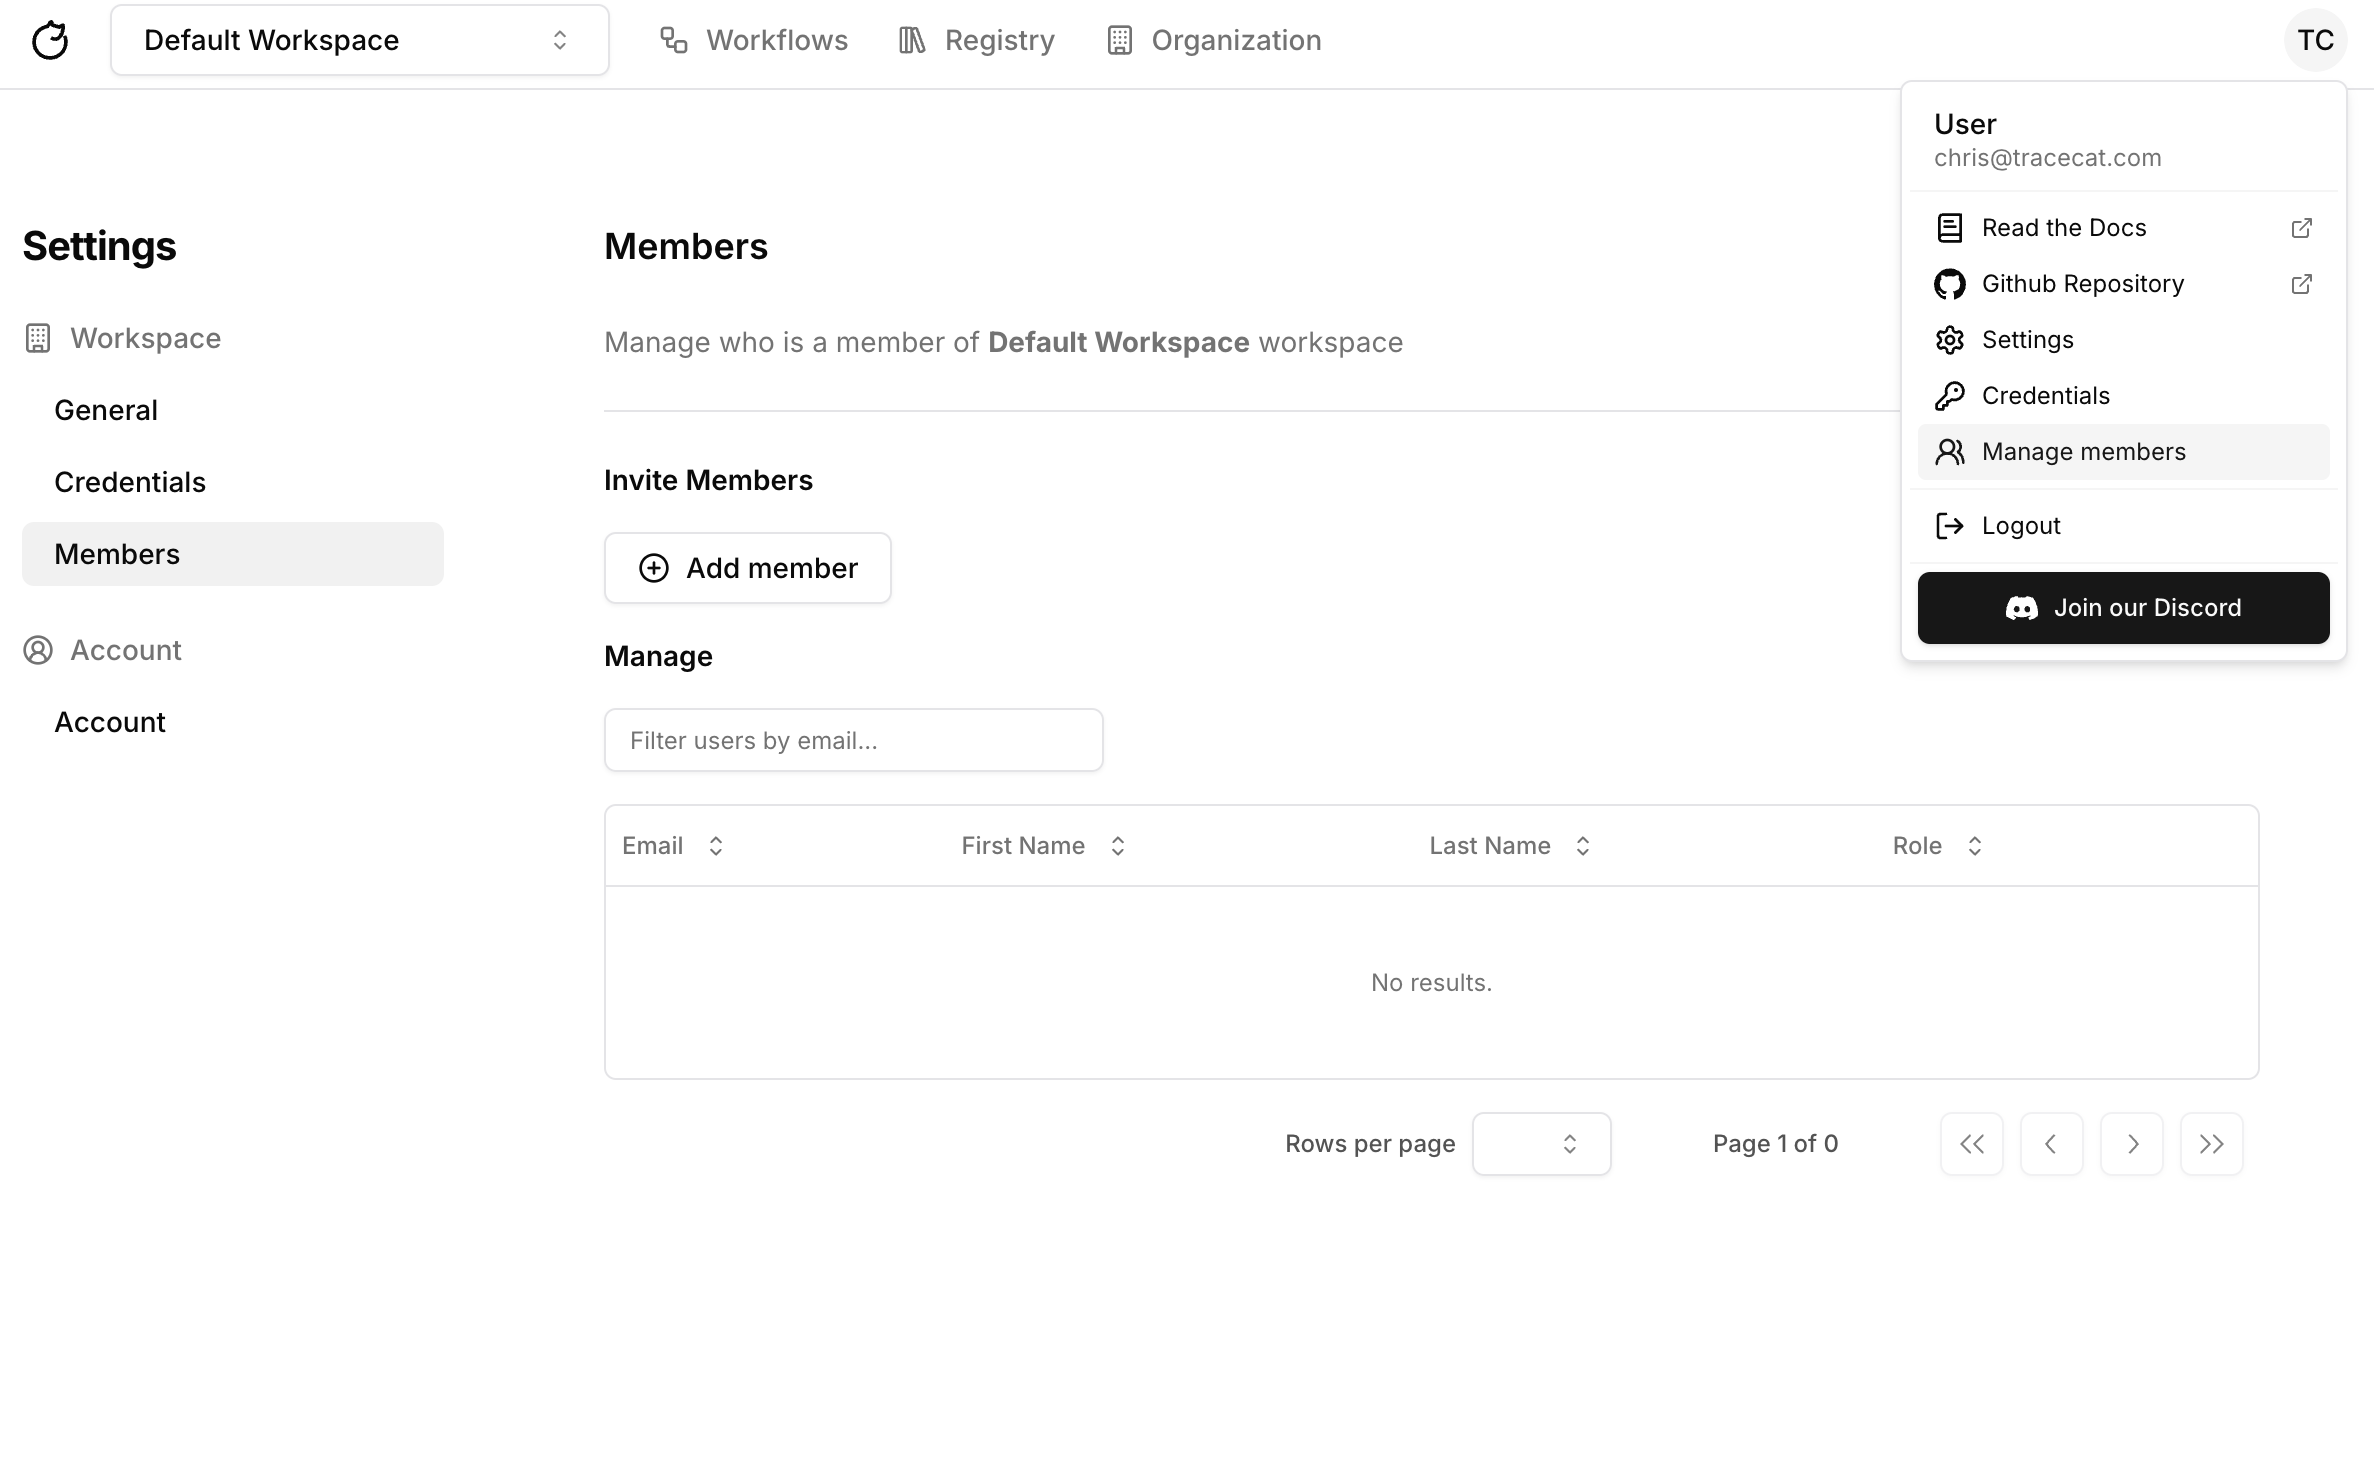 Default Workspace
Workflows
Registry
Organization
TC
User
chris@tracecat.com
Read the Docs
Github Repository
Settings
Credentials
Manage members
Logout
Join our Discord
Settings
Workspace
General
Credentials
Members
Account
Account
Members
Manage who is a member of Default Workspace workspace
Invite Members
Add member
Manage
Filter users by email...
Email First Name Last Name Role
No results.
Rows per page Page 1 of 0